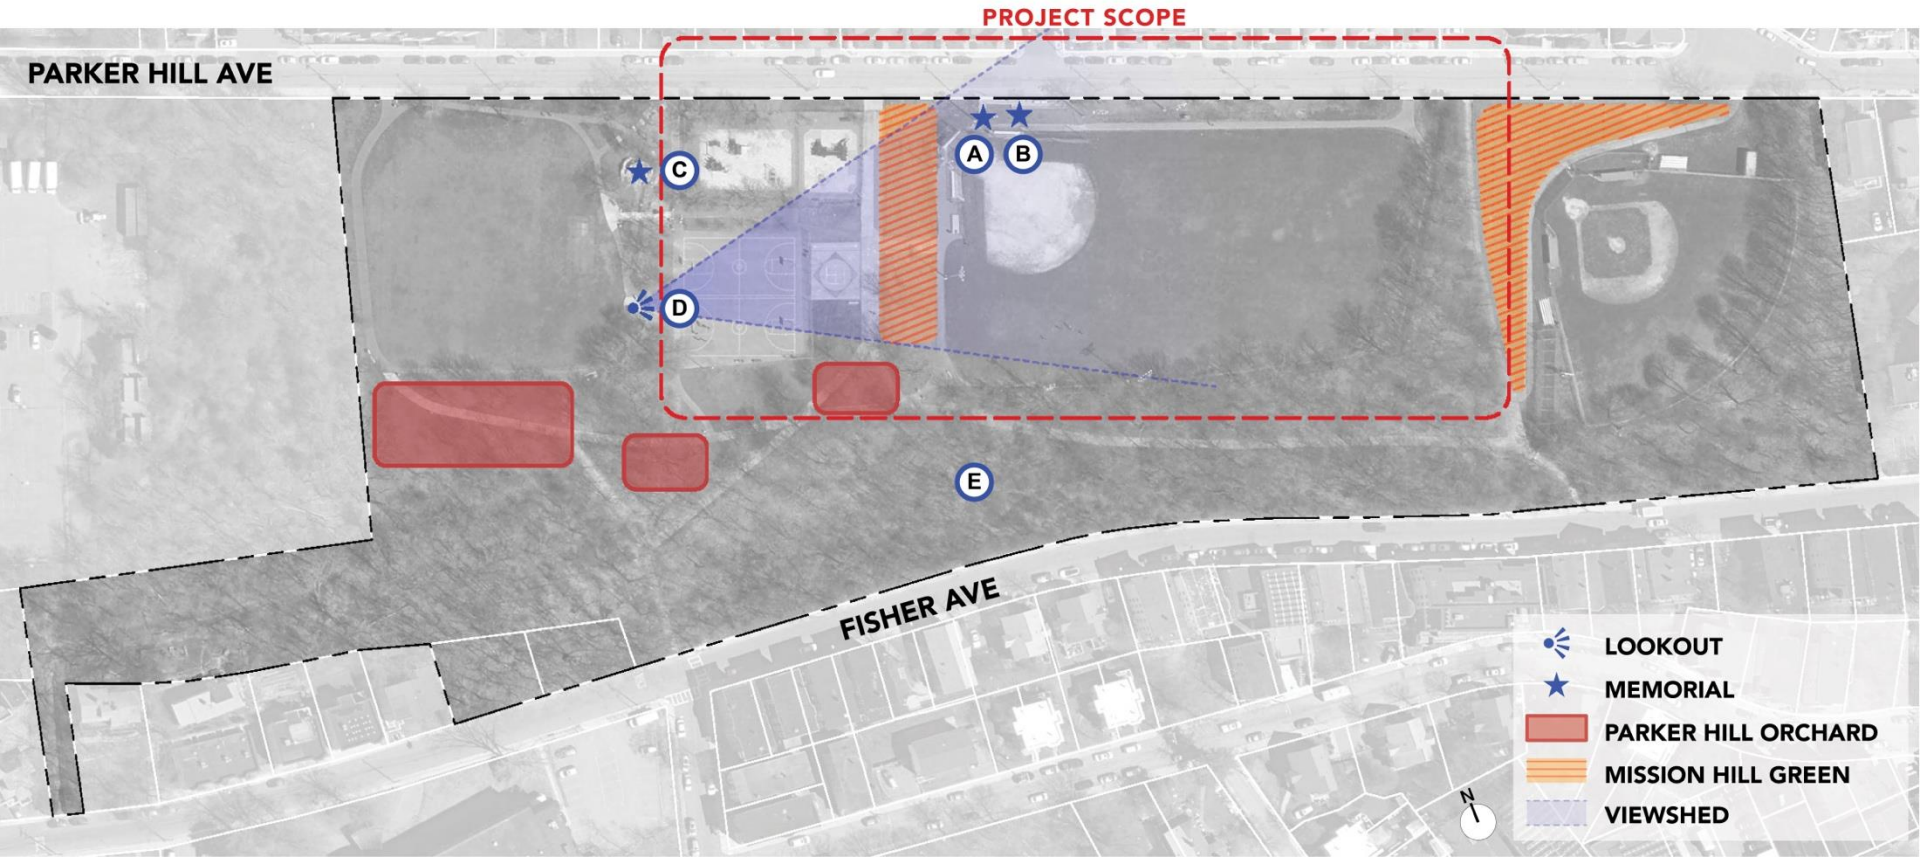 PROJECT SCOPE
PARKER HILL AVE
A
B
C
D
E
FISHER AVE
LOOKOUT
MEMORIAL
PARKER HILL ORCHARD
MISSION HILL GREEN
VIEWSHED
N